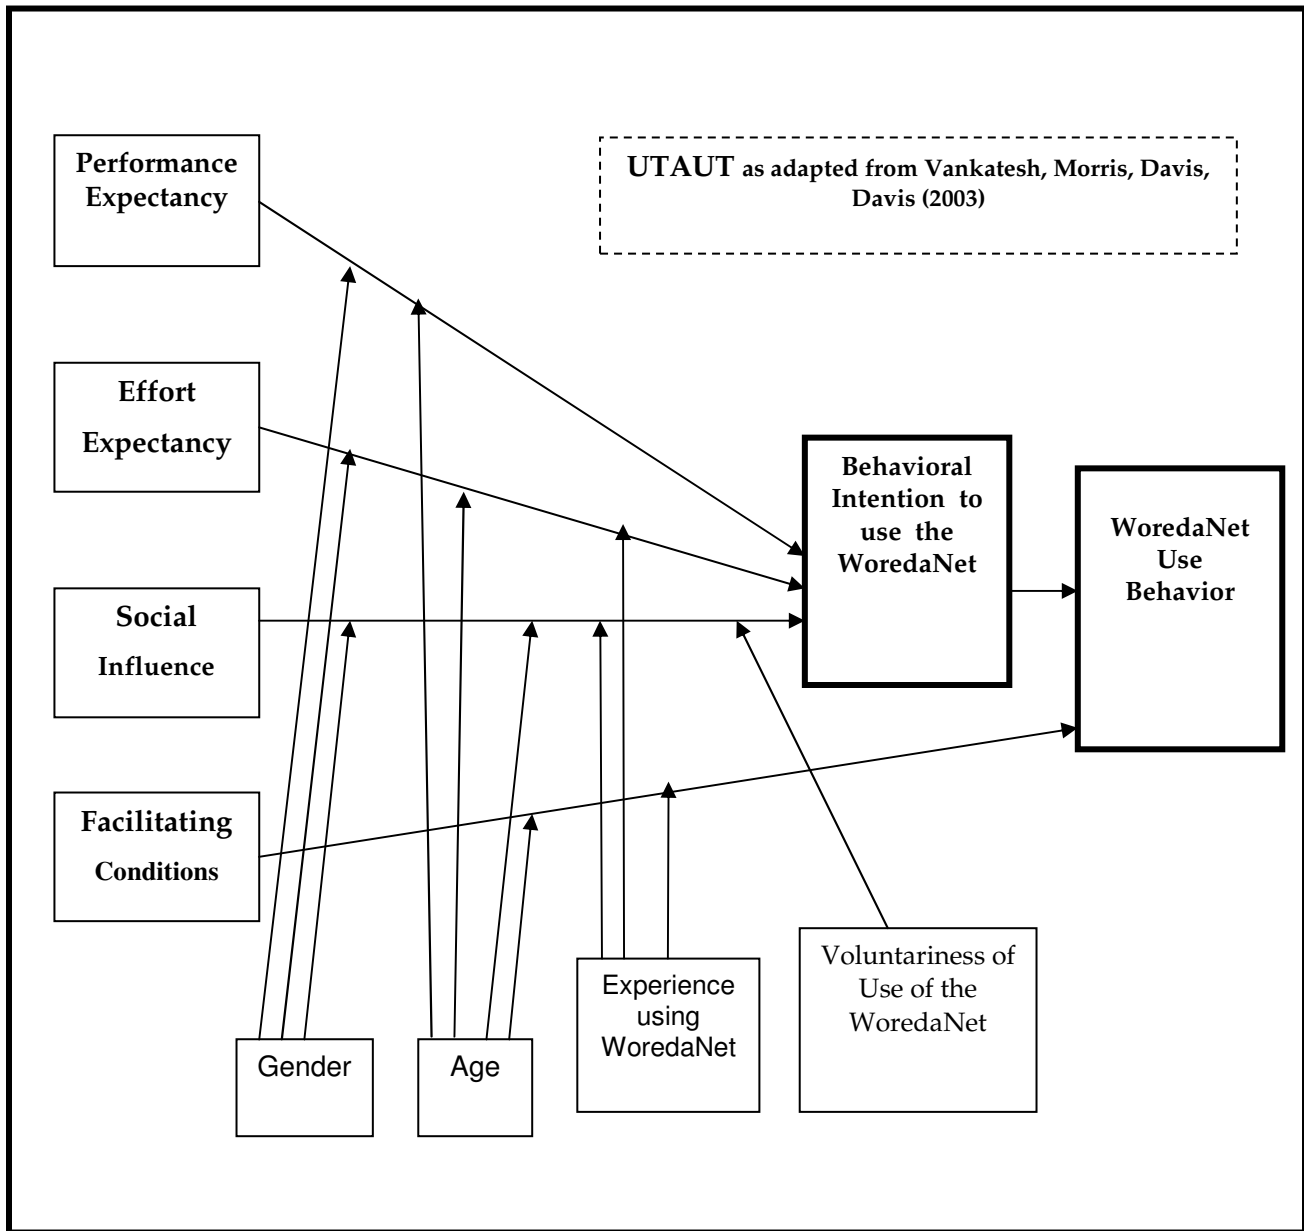 Performance
Expectancy
UTAUT as adapted from Vankatesh, Morris, Davis,
Davis (2003)
Effort
Expectancy
Behavioral
Intention to
use the
WoredaNet
WoredaNet
Use
Behavior
Social
Influence
Facilitating
Conditions
Voluntariness of
Use of the
WoredaNet
Experience
using
WoredaNet
Gender
Age